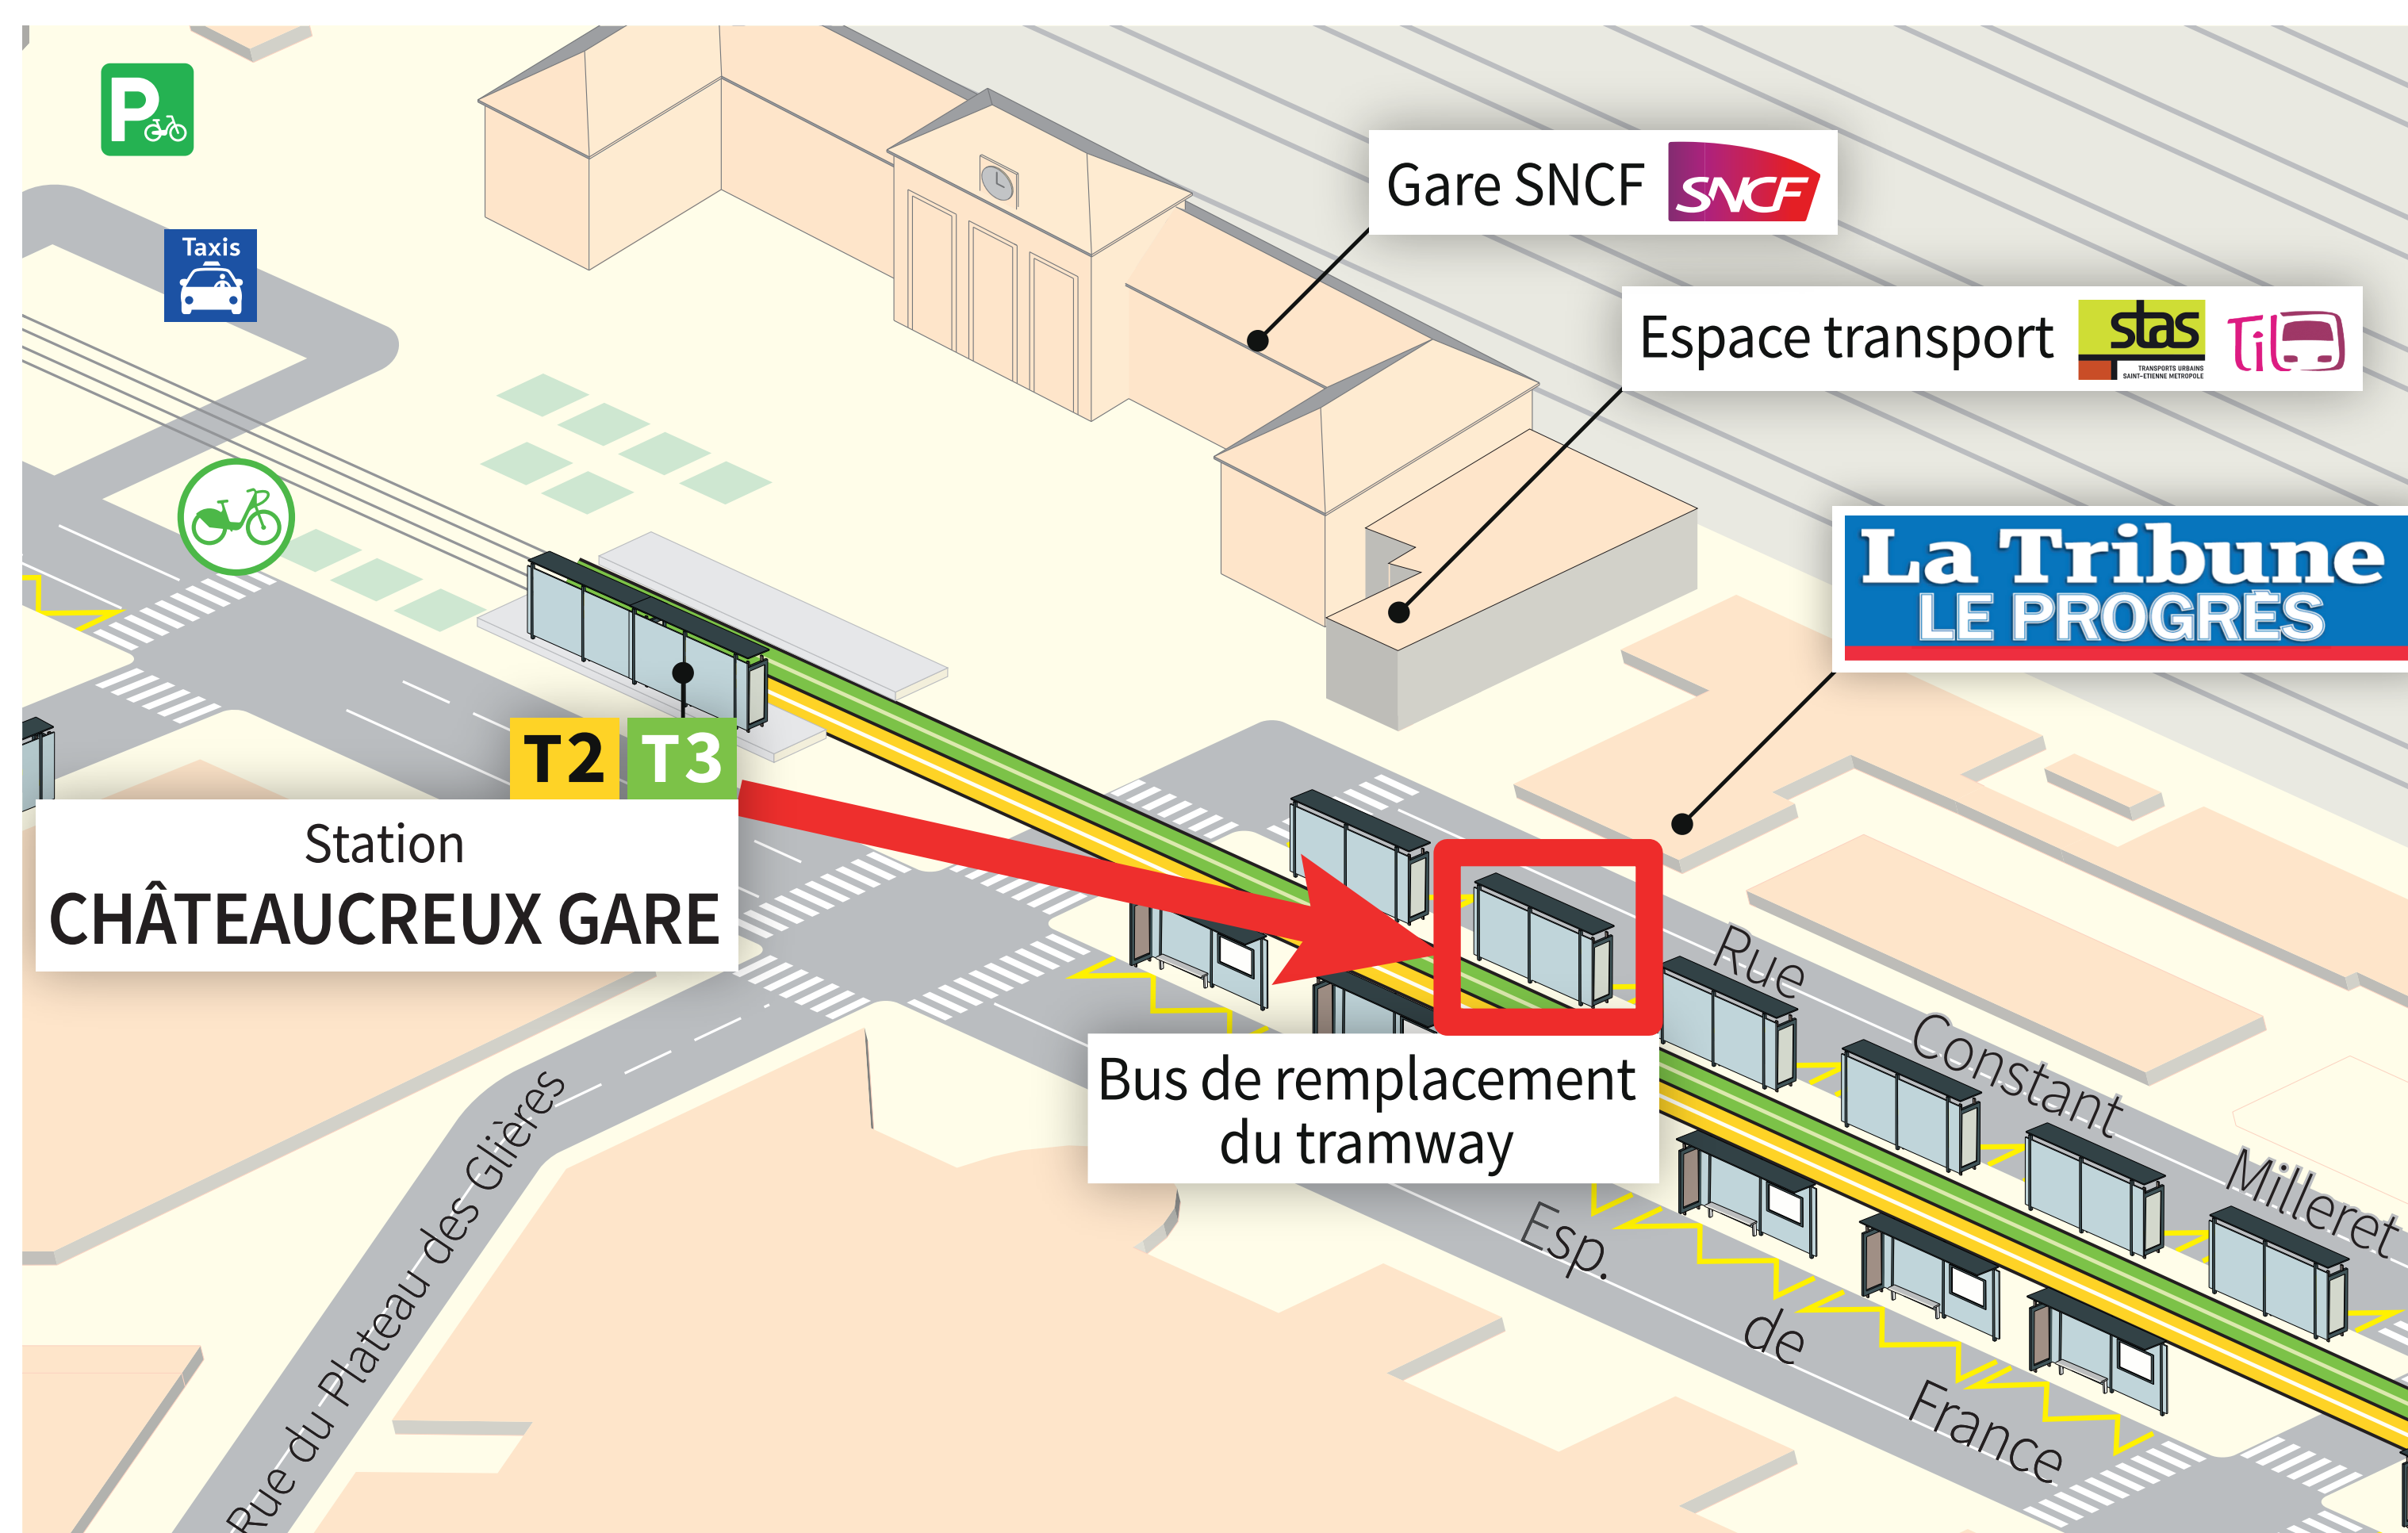 P
Taxis
Gare SNCF SNCF
Espace transport stas Til
TRANSPORTS URBAINS
SAINT-ETIENNE METROPOLE
La Tribune
LE PROGRÈS
T2 T3
Station
CHÂTEAUCREUX GARE
Bus de remplacement
du tramway
Rue Constant Milleret
Esp. de France
Rue du Plateau des Glières